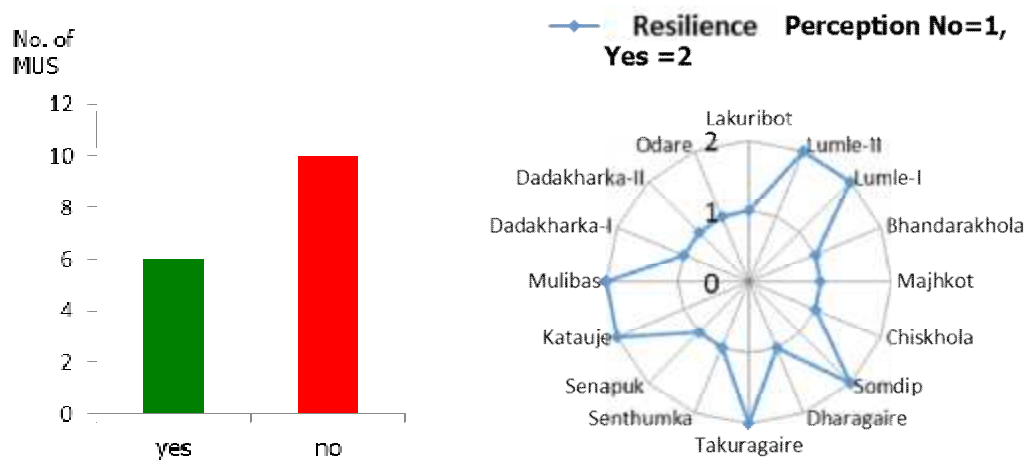 No. of
MUS
12
10
8
6
4
2
0
yes no
Resilience Perception No=1,
Yes =2
Lakuribot
Lumle-II
Lumle-I
Bhandarakhola
Majhkot
Chiskhola
Somdip
Dharagaire
Takuragaire
Senthumka
Senapuk
Katauje
Mulibas
Dadakharka-I
Dadakharka-II
Odare
2
1
0